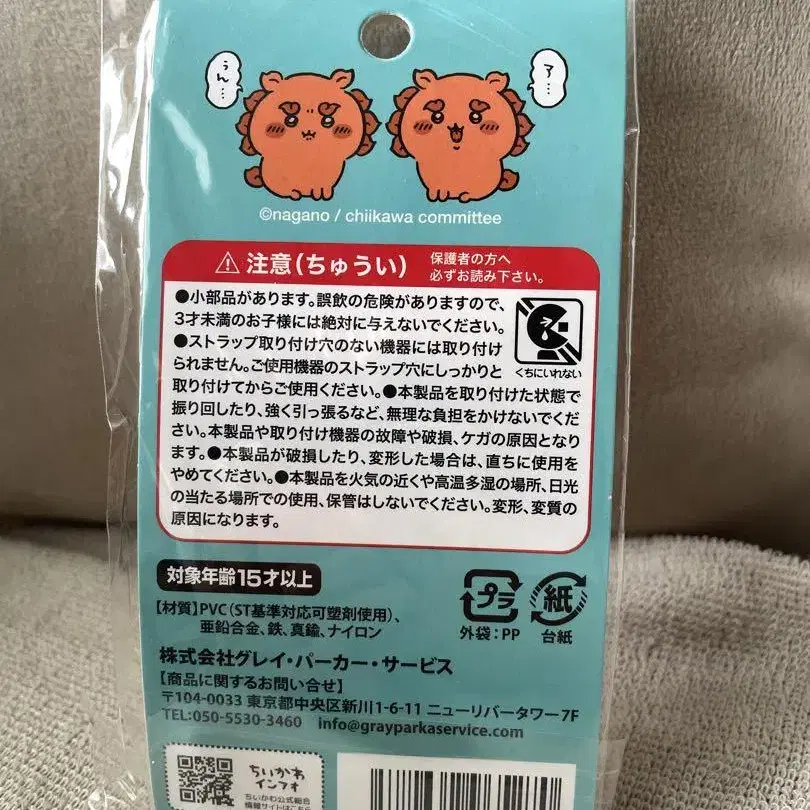 うん…
ア…
©nagano / chiikawa committee
⚠ 注意(ちゅうい)
保護者の方へ
必ずお読み下さい。
●小部品があります。誤飲の危険がありますので、
3才未満のお子様には絶対に与えないでください。
●ストラップ取り付け穴のない機器には取り付け
られません。ご使用機器のストラップ穴にしっかりと
取り付けてからご使用ください。●本製品を取り付けた状態で
振り回したり、強く引っ張るなど、無理な負担をかけないでくだ
さい。本製品や取り付け機器の故障や破損、ケガの原因となり
ます。●本製品が破損したり、変形した場合は、直ちに使用を
やめてください。●本製品を火気の近くや高温多湿の場所、日光
の当たる場所での使用、保管はしないでください。変形、変質の
原因になります。
くちにいれない
対象年齢15才以上
【材質】PVC(ST基準対応可塑剤使用)、
亜鉛合金、鉄、真鍮、ナイロン
プラ
外袋:PP
紙
台紙
株式会社グレイ・パーカー・サービス
【商品に関するお問い合せ】
〒104-0033 東京都中央区新川1-6-11 ニューリバータワー7F
TEL:050-5530-3460 info@grayparkaservice.com
ちいかわ
インフォ
ちいかわ公式総合
情報サイトはこちら